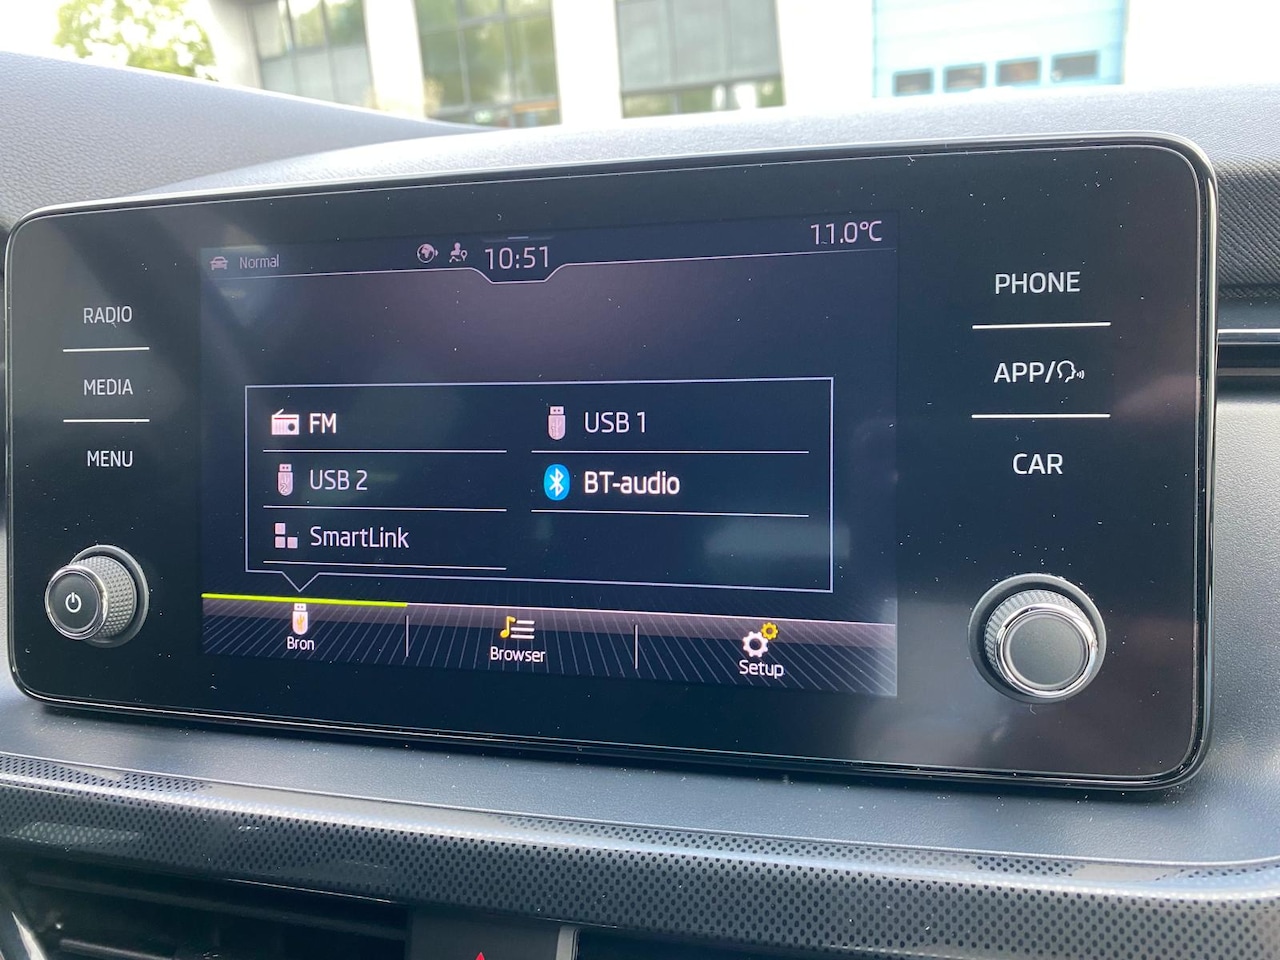 Normal
10:51
11.0°C
RADIO
MEDIA
MENU
PHONE
APP/
CAR
FM
USB 1
USB 2
BT-audio
SmartLink
Bron
Browser
Setup